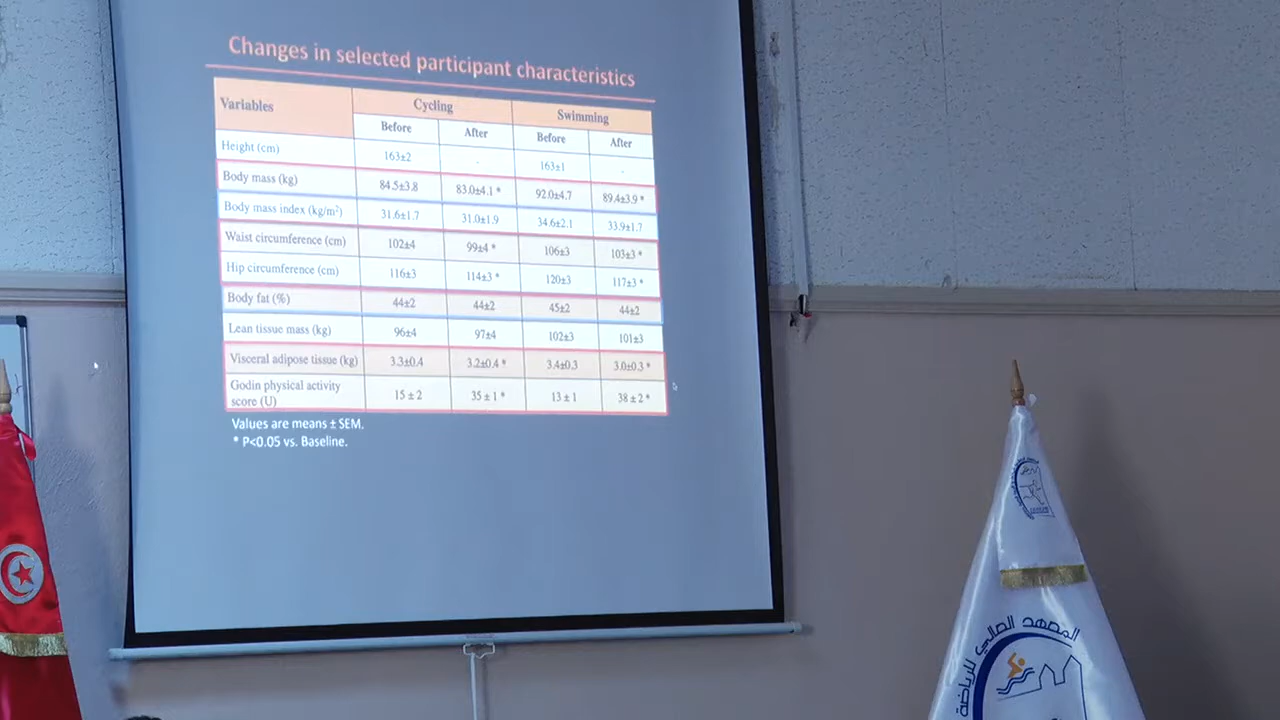 Changes in selected participant characteristics
Variables Cycling Swimming
Before After Before After
Height (cm) 163±2 - 163±1 -
Body mass (kg) 84.5±3.8 83.0±4.1 * 92.0±4.7 89.4±3.9 *
Body mass index (kg/m²) 31.6±1.7 31.0±1.9 34.6±2.1 33.9±1.7
Waist circumference (cm) 102±4 99±4 * 106±3 103±3 *
Hip circumference (cm) 116±3 114±3 * 120±3 117±3 *
Body fat (%) 44±2 44±2 45±2 44±2
Lean tissue mass (kg) 96±4 97±4 102±3 101±3
Visceral adipose tissue (kg) 3.3±0.4 3.2±0.4 * 3.4±0.3 3.0±0.3 *
Godin physical activity
score (U) 15 ± 2 35 ± 1 * 13 ± 1 38 ± 2 *
Values are means ± SEM.
* P<0.05 vs. Baseline.
المعهد العالي للرياضة